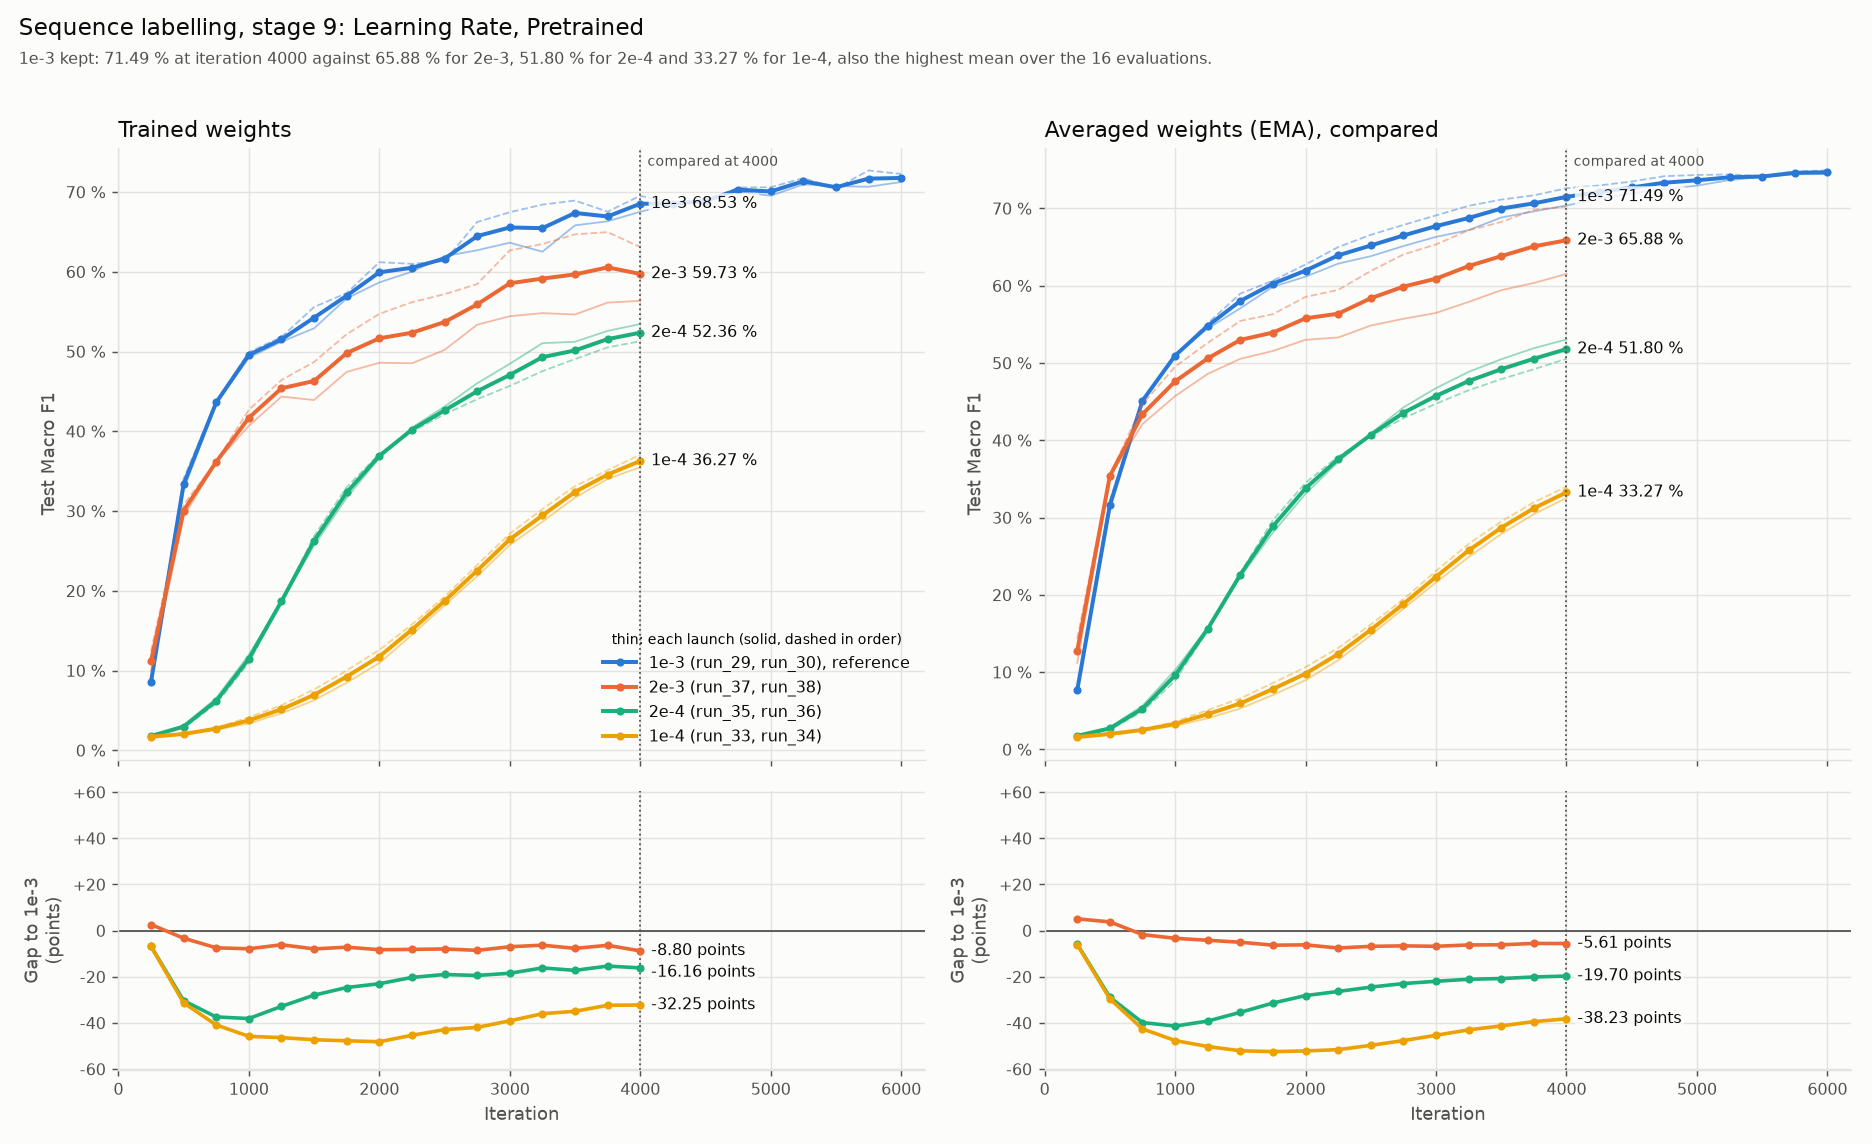 Sequence labelling, stage 9: Learning Rate, Pretrained
1e-3 kept: 71.49 % at iteration 4000 against 65.88 % for 2e-3, 51.80 % for 2e-4 and 33.27 % for 1e-4, also the highest mean over the 16 evaluations.
Trained weights
compared at 4000
70 %
60 %
50 %
40 %
30 %
20 %
10 %
0 %
Test Macro F1
1e-3 68.53 %
2e-3 59.73 %
2e-4 52.36 %
1e-4 36.27 %
thin: each launch (solid, dashed in order)
1e-3 (run_29, run_30), reference
2e-3 (run_37, run_38)
2e-4 (run_35, run_36)
1e-4 (run_33, run_34)
Averaged weights (EMA), compared
compared at 4000
70 %
60 %
50 %
40 %
30 %
20 %
10 %
0 %
Test Macro F1
1e-3 71.49 %
2e-3 65.88 %
2e-4 51.80 %
1e-4 33.27 %
+60
+40
+20
0
-20
-40
-60
Gap to 1e-3
(points)
-8.80 points
-16.16 points
-32.25 points
0 1000 2000 3000 4000 5000 6000
Iteration
+60
+40
+20
0
-20
-40
-60
Gap to 1e-3
(points)
-5.61 points
-19.70 points
-38.23 points
0 1000 2000 3000 4000 5000 6000
Iteration